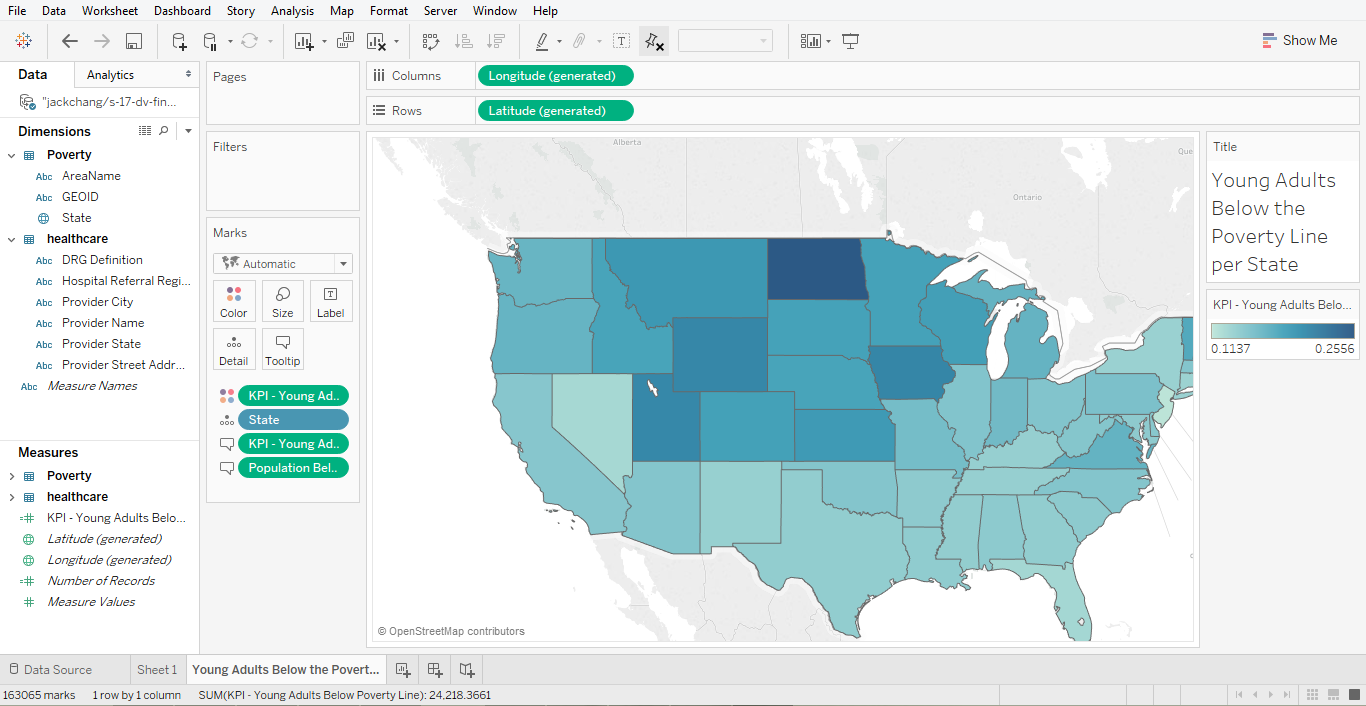 File Data Worksheet Dashboard Story Analysis Map Format Server Window Help
Show Me
Data Analytics
"jackchang/s-17-dv-fin...
Dimensions
Poverty
Abc AreaName
Abc GEOID
State
healthcare
Abc DRG Definition
Abc Hospital Referral Regi...
Abc Provider City
Abc Provider Name
Abc Provider State
Abc Provider Street Addr...
Abc Measure Names
Measures
Poverty
healthcare
KPI - Young Adults Belo...
Latitude (generated)
Longitude (generated)
Number of Records
Measure Values
Pages
Filters
Marks
Automatic
Color Size Label
Detail Tooltip
KPI - Young Ad..
State
KPI - Young Ad..
Population Bel..
Columns Longitude (generated)
Rows Latitude (generated)
Alberta
Ontario
Que
© OpenStreetMap contributors
Title
Young Adults
Below the
Poverty Line
per State
KPI - Young Adults Belo...
0.1137 0.2556
Data Source Sheet 1 Young Adults Below the Povert...
163065 marks 1 row by 1 column SUM(KPI - Young Adults Below Poverty Line): 24,218.3661